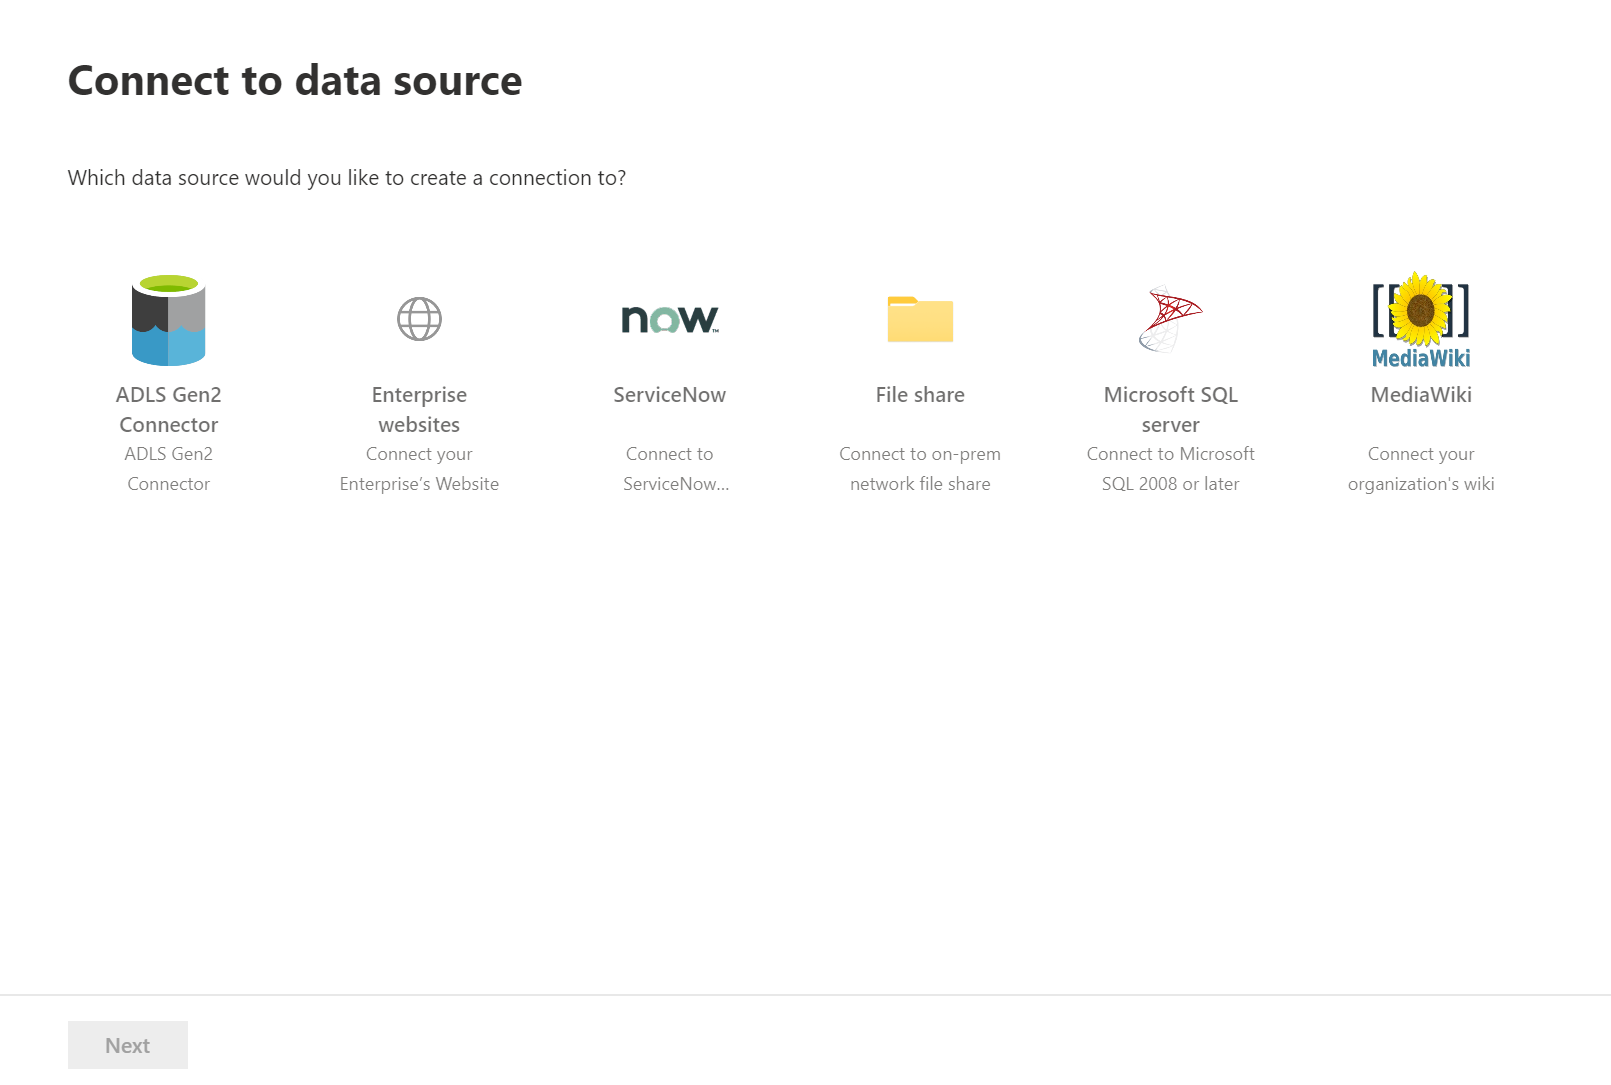 Connect to data source
Which data source would you like to create a connection to?
now™
[[ ]]
MediaWiki
ADLS Gen2
Connector
ADLS Gen2
Connector
Enterprise
websites
Connect your
Enterprise’s Website
ServiceNow
Connect to
ServiceNow...
File share
Connect to on-prem
network file share
Microsoft SQL
server
Connect to Microsoft
SQL 2008 or later
MediaWiki
Connect your
organization's wiki
Next